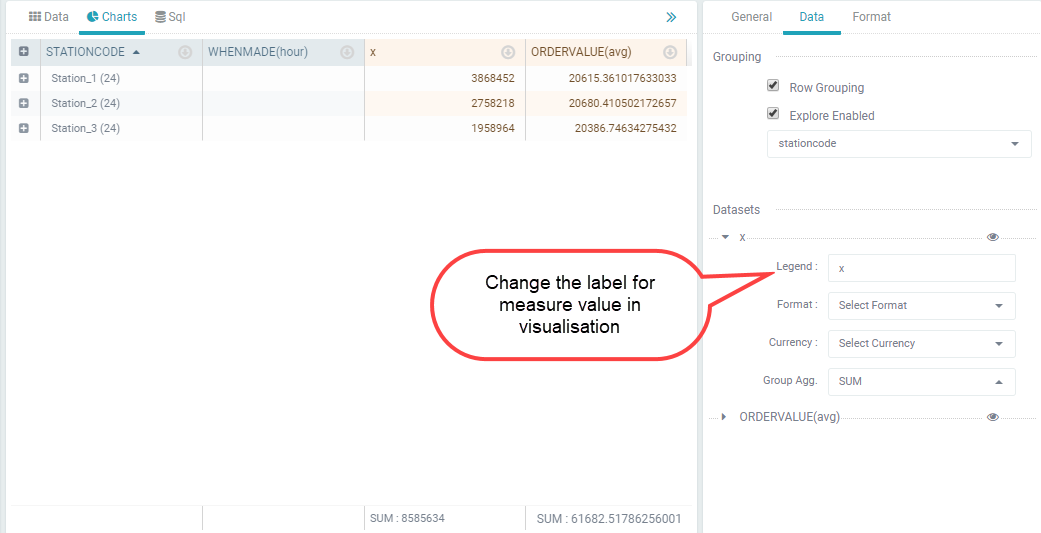 Data Charts Sql
STATIONCODE WHENMADE(hour) x ORDERVALUE(avg)
Station_1 (24) 3868452 20615.361017633033
Station_2 (24) 2758218 20680.410502172657
Station_3 (24) 1958964 20386.74634275432
SUM : 8585634 SUM : 61682.51786256001
General Data Format
Grouping
Row Grouping
Explore Enabled
stationcode
Datasets
x
Legend : x
Format : Select Format
Currency : Select Currency
Group Agg. SUM
ORDERVALUE(avg)
Change the label for
measure value in
visualisation